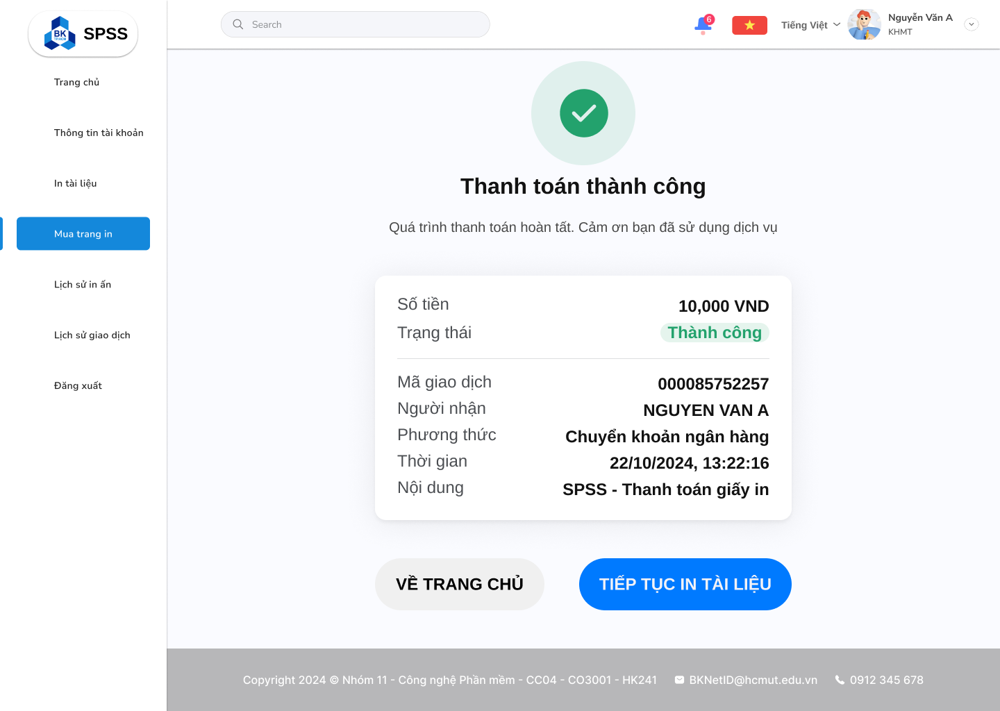 BK
TP.HCM
SPSS
Search
6
Tiếng Việt
Nguyễn Văn A
KHMT
Trang chủ
Thông tin tài khoản
In tài liệu
Mua trang in
Lịch sử in ấn
Lịch sử giao dịch
Đăng xuất
Thanh toán thành công
Quá trình thanh toán hoàn tất. Cảm ơn bạn đã sử dụng dịch vụ
Số tiền 10,000 VND
Trạng thái Thành công
Mã giao dịch 000085752257
Người nhận NGUYEN VAN A
Phương thức Chuyển khoản ngân hàng
Thời gian 22/10/2024, 13:22:16
Nội dung SPSS - Thanh toán giấy in
VỀ TRANG CHỦ TIẾP TỤC IN TÀI LIỆU
Copyright 2024 © Nhóm 11 - Công nghệ Phần mềm - CC04 - CO3001 - HK241 BKNetID@hcmut.edu.vn 0912 345 678